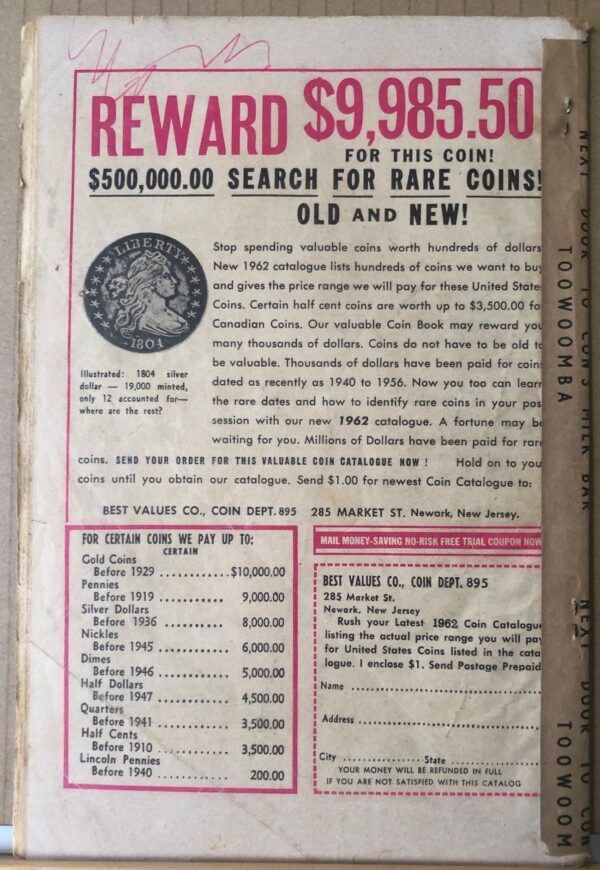 REWARD $9,985.50
FOR THIS COIN!
$500,000.00 SEARCH FOR RARE COINS!
OLD AND NEW!
LIBERTY
1804
Illustrated: 1804 silver
dollar — 19,000 minted,
only 12 accounted for—
where are the rest?
Stop spending valuable coins worth hundreds of dollars
New 1962 catalogue lists hundreds of coins we want to buy
and gives the price range we will pay for these United State
Coins. Certain half cent coins are worth up to $3,500.00 fo
Canadian Coins. Our valuable Coin Book may reward you
many thousands of dollars. Coins do not have to be old to
be valuable. Thousands of dollars have been paid for coin
dated as recently as 1940 to 1956. Now you too can learn
the rare dates and how to identify rare coins in your pos
session with our new 1962 catalogue. A fortune may be
waiting for you. Millions of Dollars have been paid for rare
coins. SEND YOUR ORDER FOR THIS VALUABLE COIN CATALOGUE NOW ! Hold on to you
coins until you obtain our catalogue. Send $1.00 for newest Coin Catalogue to:
BEST VALUES CO., COIN DEPT. 895 285 MARKET ST. Newark, New Jersey.
FOR CERTAIN COINS WE PAY UP TO:
CERTAIN
Gold Coins
Before 1929 ............$10,000.00
Pennies
Before 1919 ........... 9,000.00
Silver Dollars
Before 1936 ........... 8,000.00
Nickles
Before 1945 ............ 6,000.00
Dimes
Before 1946 ............ 5,000.00
Half Dollars
Before 1947 ............ 4,500.00
Quarters
Before 1941 ............ 3,500.00
Half Cents
Before 1910 ............ 3,500.00
Lincoln Pennies
Before 1940 ............ 200.00
MAIL MONEY-SAVING NO-RISK FREE TRIAL COUPON NOW
BEST VALUES CO., COIN DEPT. 895
285 Market St.
Newark, New Jersey
Rush your Latest 1962 Coin Catalogue
listing the actual price range you will pay
for United States Coins listed in the cata
logue. I enclose $1. Send Postage Prepaid
Name
Address
City ................ State
YOUR MONEY WILL BE REFUNDED IN FULL
IF YOU ARE NOT SATISFIED WITH THIS CATALOG
NEXT DOOR TO CON'S MILK BAR
TOOWOOMBA
NEXT DOOR TO CON
TOOWOOM